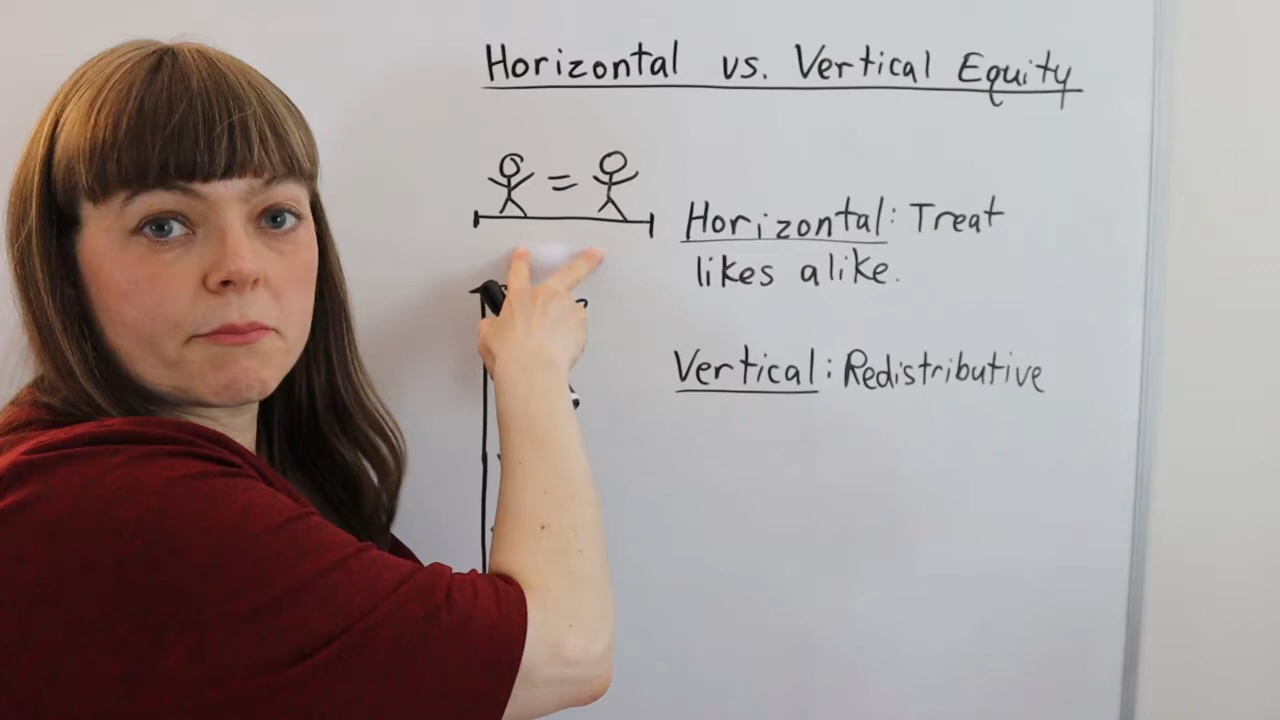 Horizontal vs. Vertical Equity
=
Horizontal: Treat
likes alike.
Vertical: Redistributive